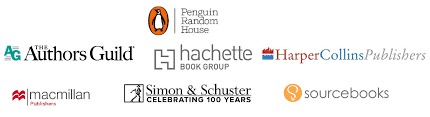 Penguin
Random
House
AG THE Authors Guild
hachette
BOOK GROUP
HarperCollinsPublishers
macmillan
Publishers
Simon & Schuster
CELEBRATING 100 YEARS
sourcebooks